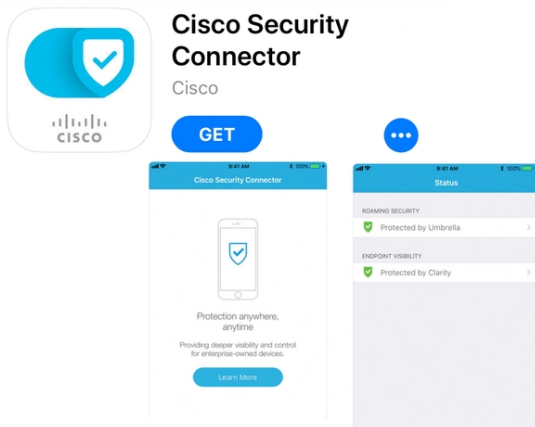 Cisco Security
Connector
Cisco
CISCO
GET
9:41 AM
100%
Cisco Security Connector
Protection anywhere,
anytime
Providing deeper visibility and control
for enterprise-owned devices.
Learn More
9:41 AM
100%
Status
ROAMING SECURITY
Protected by Umbrella
ENDPOINT VISIBILITY
Protected by Clarity